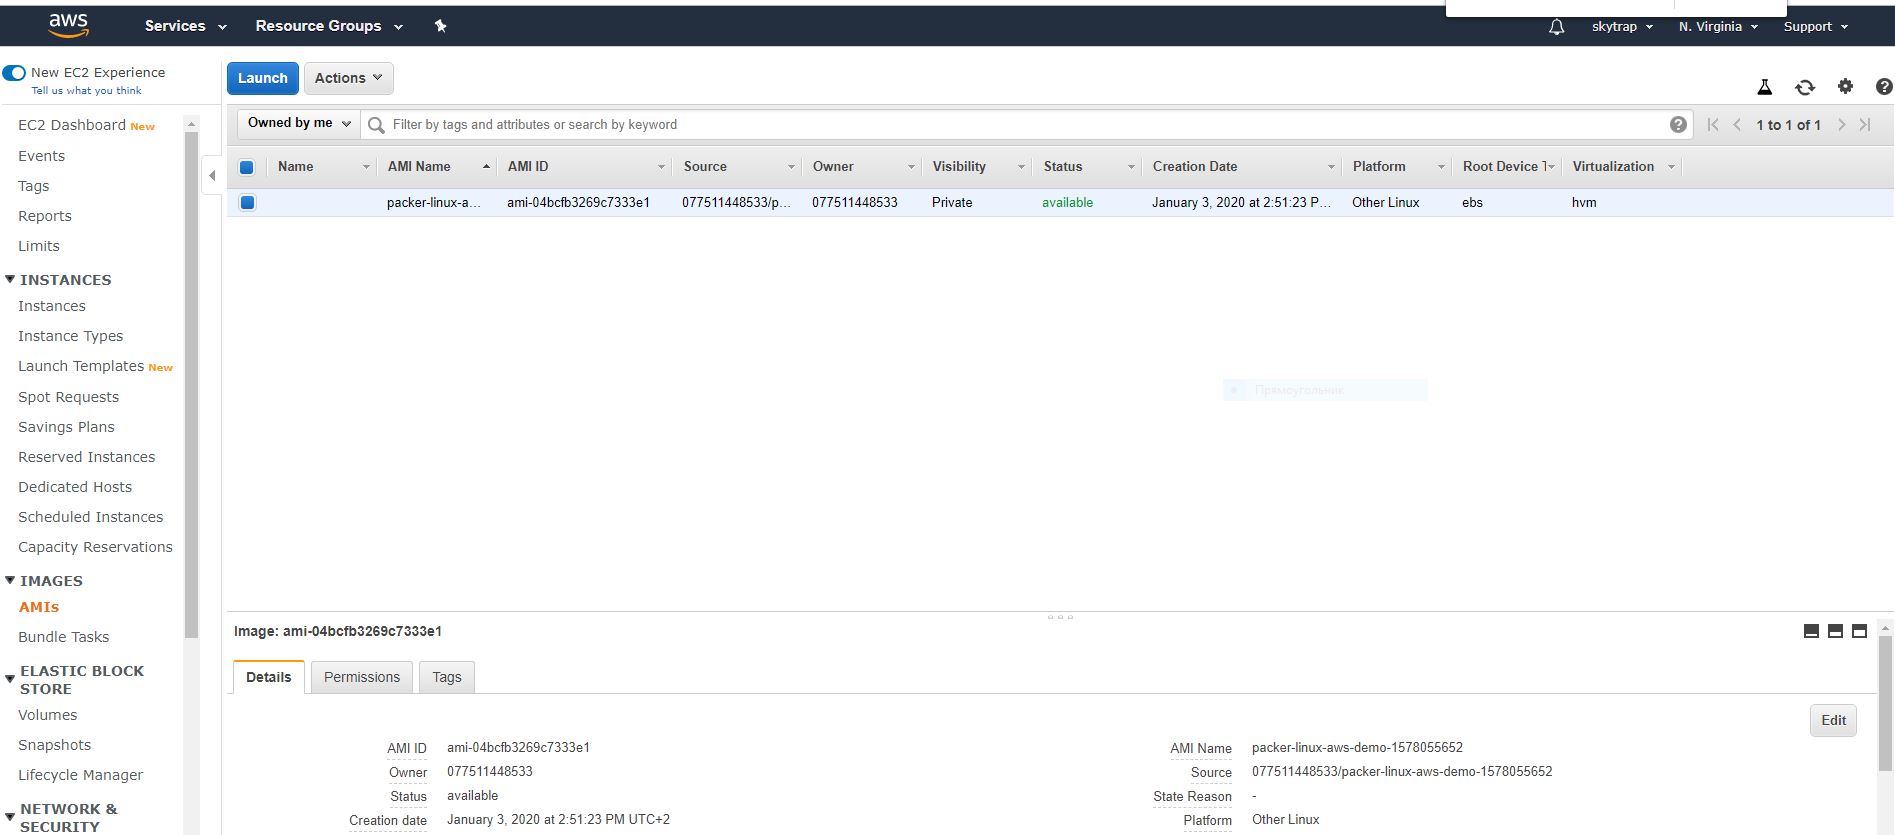 aws Services Resource Groups skytrap N. Virginia Support
New EC2 Experience
Tell us what you think
EC2 Dashboard New
Events
Tags
Reports
Limits
INSTANCES
Instances
Instance Types
Launch Templates New
Spot Requests
Savings Plans
Reserved Instances
Dedicated Hosts
Scheduled Instances
Capacity Reservations
IMAGES
AMIs
Bundle Tasks
ELASTIC BLOCK
STORE
Volumes
Snapshots
Lifecycle Manager
NETWORK &
SECURITY
Launch Actions
Owned by me Filter by tags and attributes or search by keyword 1 to 1 of 1
Name AMI Name AMI ID Source Owner Visibility Status Creation Date Platform Root Device T Virtualization
packer-linux-a... ami-04bcfb3269c7333e1 077511448533/p... 077511448533 Private available January 3, 2020 at 2:51:23 P... Other Linux ebs hvm
Прямоугольник
Image: ami-04bcfb3269c7333e1
Details Permissions Tags
Edit
AMI ID ami-04bcfb3269c7333e1 AMI Name packer-linux-aws-demo-1578055652
Owner 077511448533 Source 077511448533/packer-linux-aws-demo-1578055652
Status available State Reason -
Creation date January 3, 2020 at 2:51:23 PM UTC+2 Platform Other Linux